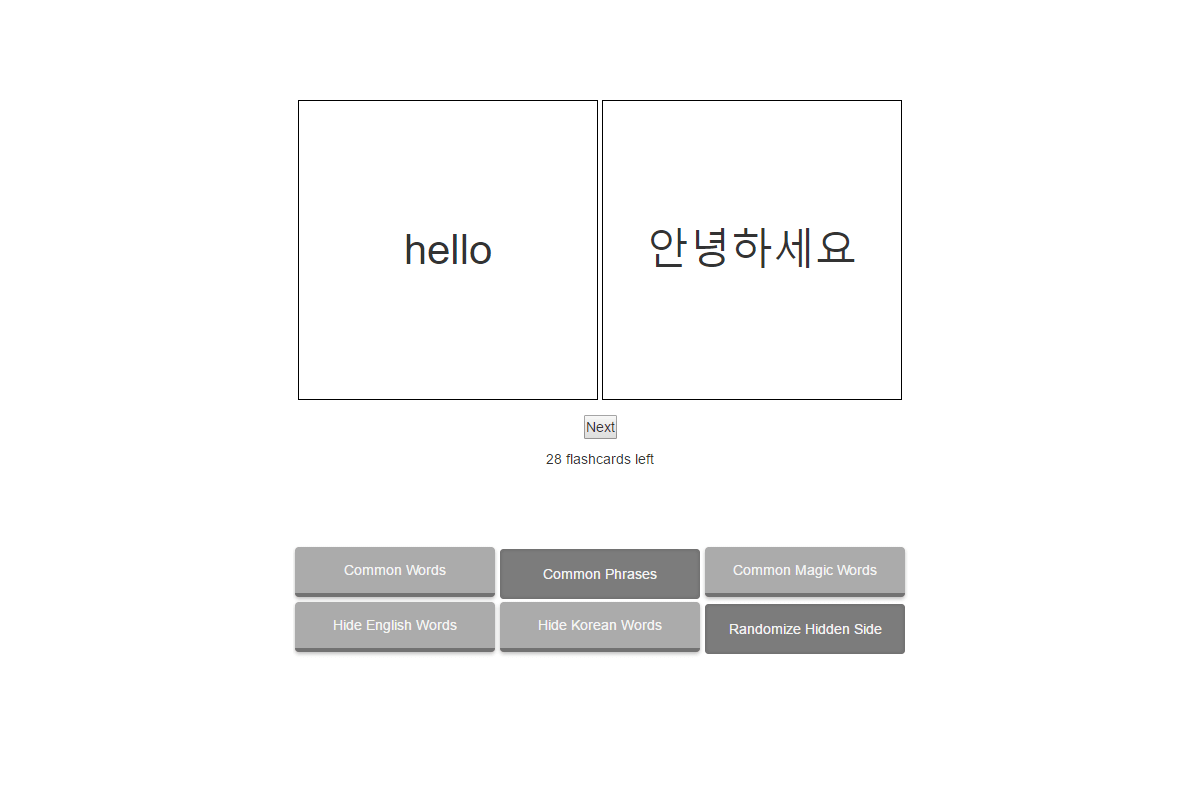 hello
안녕하세요
Next
28 flashcards left
Common Words
Common Phrases
Common Magic Words
Hide English Words
Hide Korean Words
Randomize Hidden Side